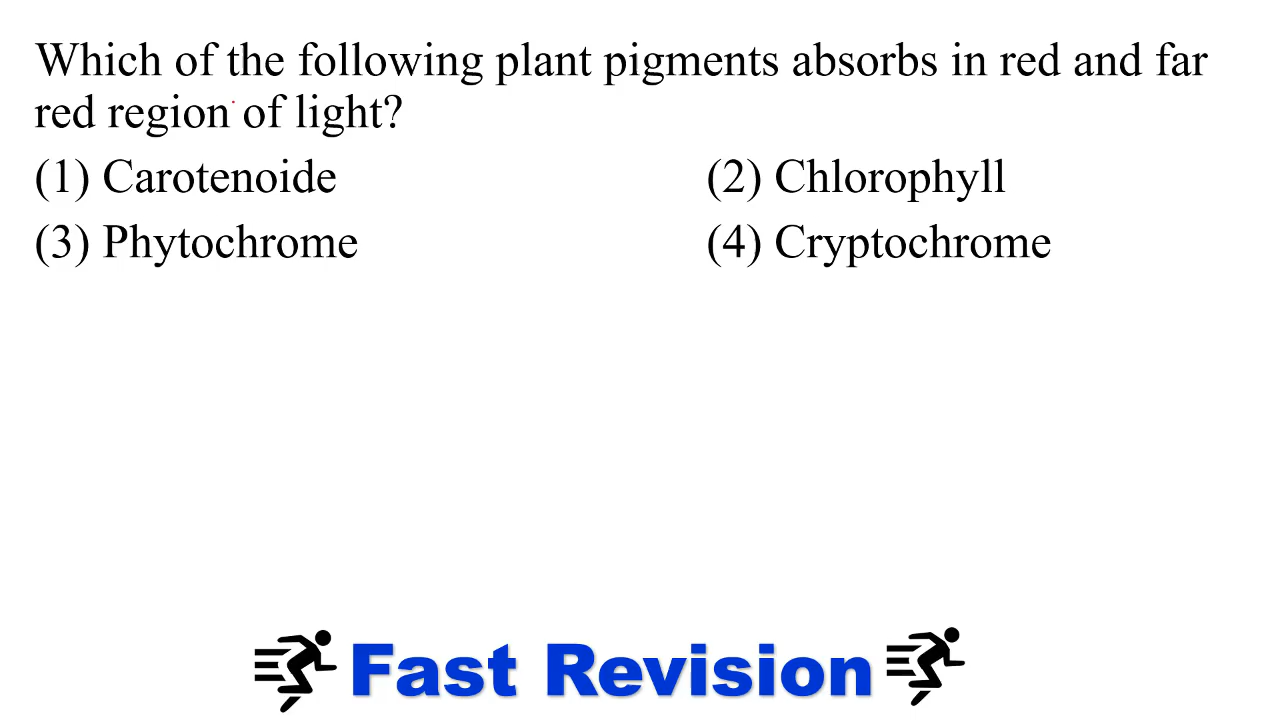 Which of the following plant pigments absorbs in red and far
red region of light?
(1) Carotenoide (2) Chlorophyll
(3) Phytochrome (4) Cryptochrome
Fast Revision